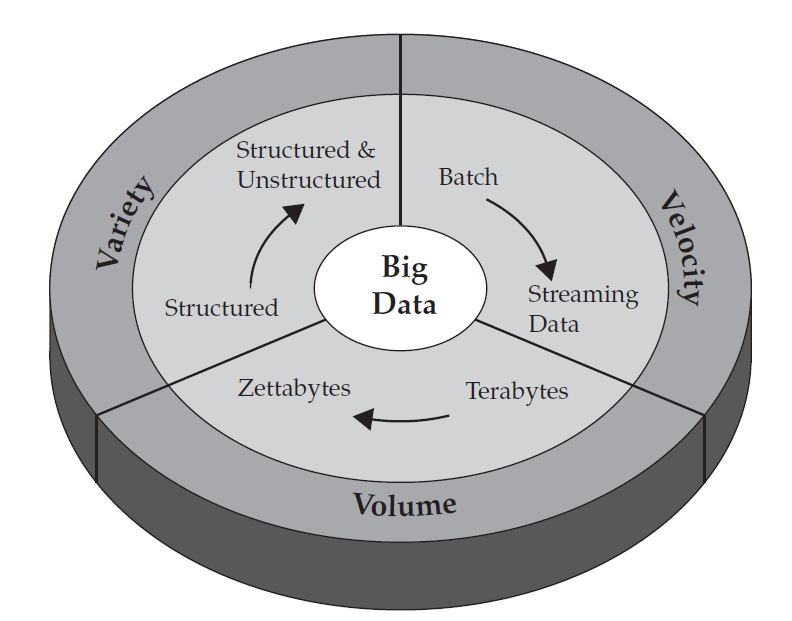 Variety
Structured &
Unstructured
Structured
Batch
Streaming
Data
Velocity
Big
Data
Zettabytes
Terabytes
Volume